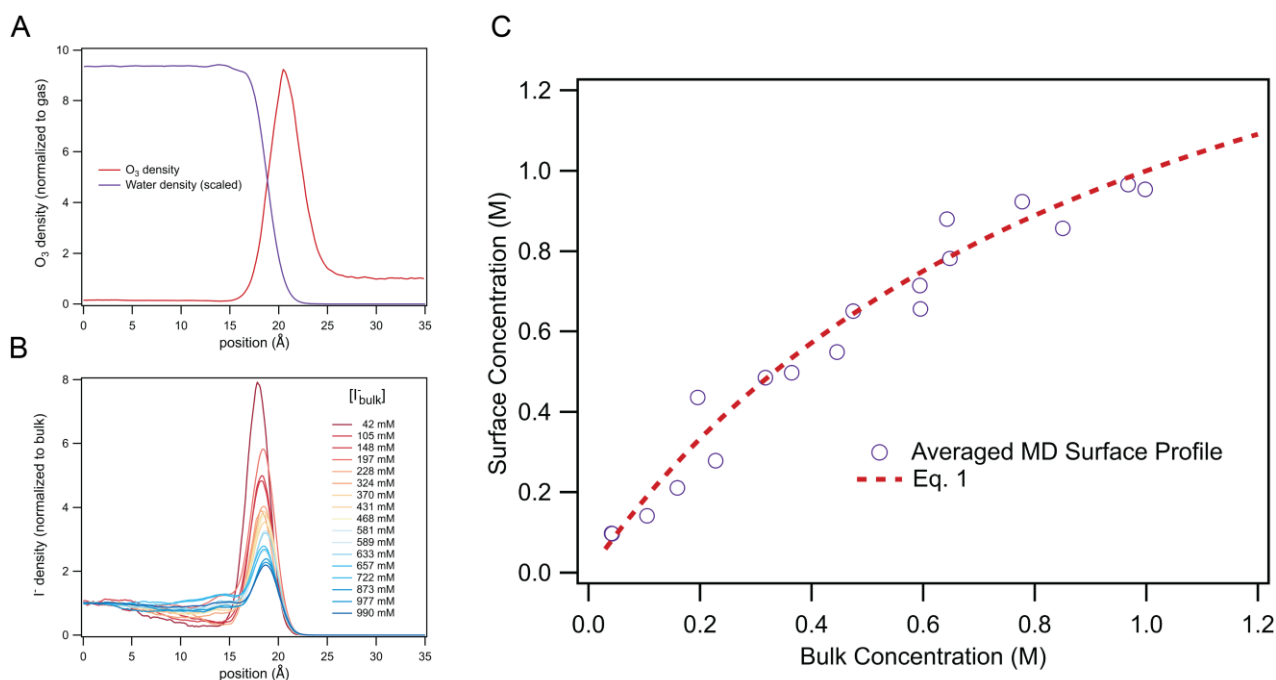 A
10
8
6
4
2
0
O₃ density (normalized to gas)
O₃ density
Water density (scaled)
0 5 10 15 20 25 30 35
position (Å)
B
8
6
4
2
0
I⁻ density (normalized to bulk)
[I⁻bulk]
42 mM
105 mM
148 mM
197 mM
228 mM
324 mM
370 mM
431 mM
468 mM
581 mM
589 mM
633 mM
657 mM
722 mM
873 mM
977 mM
990 mM
0 5 10 15 20 25 30 35
position (Å)
C
1.2
1.0
0.8
0.6
0.4
0.2
0.0
Surface Concentration (M)
Averaged MD Surface Profile
Eq. 1
0.0 0.2 0.4 0.6 0.8 1.0 1.2
Bulk Concentration (M)